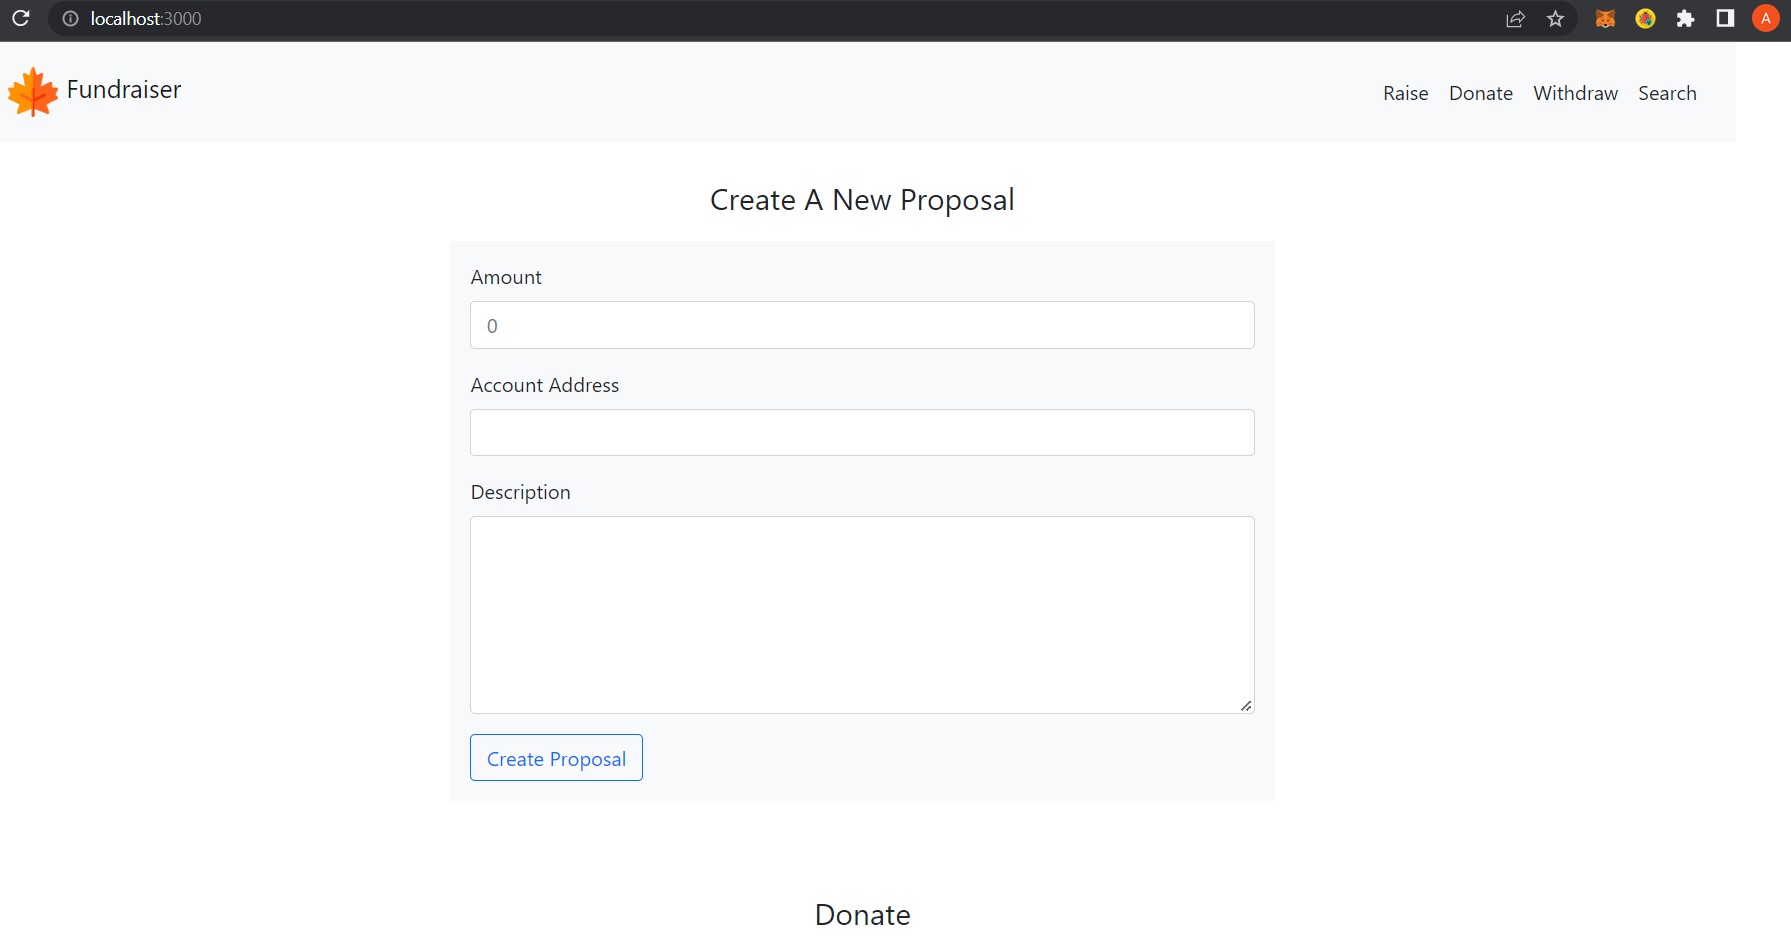 localhost:3000
A
Fundraiser
Raise Donate Withdraw Search
Create A New Proposal
Amount
0
Account Address
Description
Create Proposal
Donate